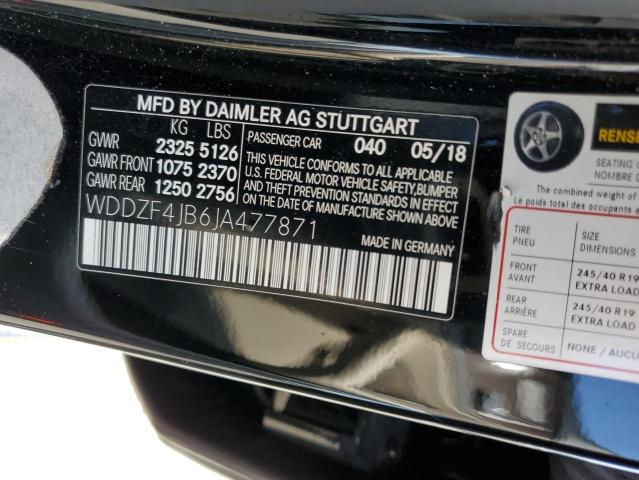 MFD BY DAIMLER AG STUTTGART
KG LBS
GVWR 2325 5126
GAWR FRONT 1075 2370
GAWR REAR 1250 2756
PASSENGER CAR 040 05/18
THIS VEHICLE CONFORMS TO ALL APPLICABLE
U.S. FEDERAL MOTOR VEHICLE SAFETY, BUMPER
AND THEFT PREVENTION STANDARDS IN EFFECT
ON THE DATE OF MANUFACTURE SHOWN ABOVE.
WDDZF4JB6JA477871
MADE IN GERMANY
SEATING
NOMBRE D
The combined weight of
Le poids total des occupants
TIRE
PNEU
SIZE
DIMENSIONS
FRONT
AVANT
245/40 R19
EXTRA LOAD
REAR
ARRIÈRE
245/40 R19
EXTRA LOAD
SPARE
DE SECOURS
NONE /